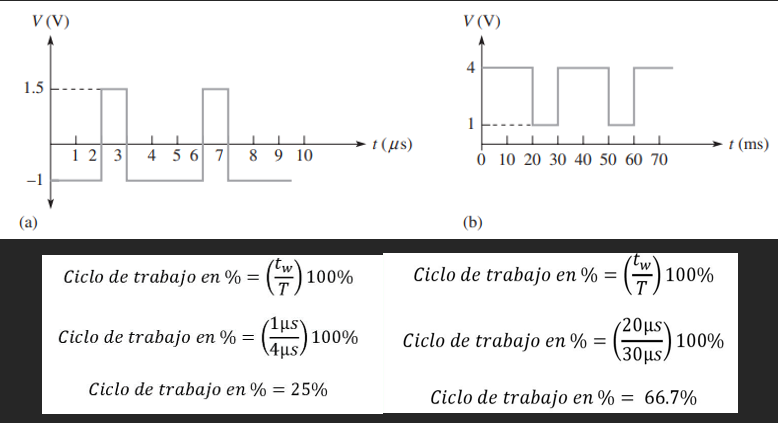 V (V)
1.5
–1
1 2 3 4 5 6 7 8 9 10
t (μs)
(a)
V (V)
4
1
0 10 20 30 40 50 60 70
t (ms)
(b)
Ciclo de trabajo en % = (tw/T) 100%
Ciclo de trabajo en % = (1μs/4μs) 100%
Ciclo de trabajo en % = 25%
Ciclo de trabajo en % = (tw/T) 100%
Ciclo de trabajo en % = (20μs/30μs) 100%
Ciclo de trabajo en % = 66.7%